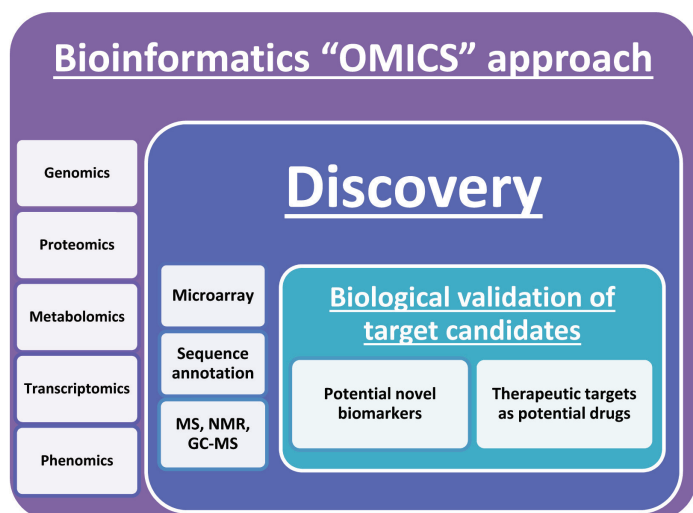 Bioinformatics “OMICS” approach
Genomics
Proteomics
Metabolomics
Transcriptomics
Phenomics
Discovery
Microarray
Sequence
annotation
MS, NMR,
GC-MS
Biological validation of
target candidates
Potential novel
biomarkers
Therapeutic targets
as potential drugs